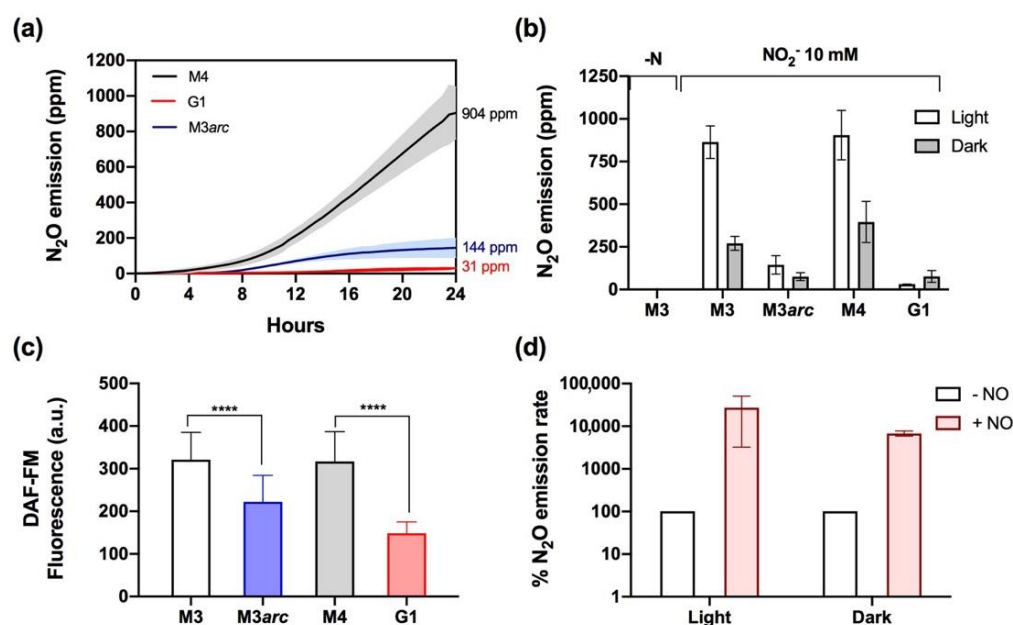 (a)
N₂O emission (ppm)
1200
1000
800
600
400
200
0
M4
G1
M3arc
904 ppm
144 ppm
31 ppm
0 4 8 12 16 20 24
Hours
(b)
-N NO₂⁻ 10 mM
N₂O emission (ppm)
1250
1000
750
500
250
0
Light
Dark
M3 M3 M3arc M4 G1
(c)
DAF-FM
Fluorescence (a.u.)
500
400
300
200
100
0
**** ****
M3 M3arc M4 G1
(d)
% N₂O emission rate
100,000
10,000
1000
100
10
1
- NO
+ NO
Light Dark